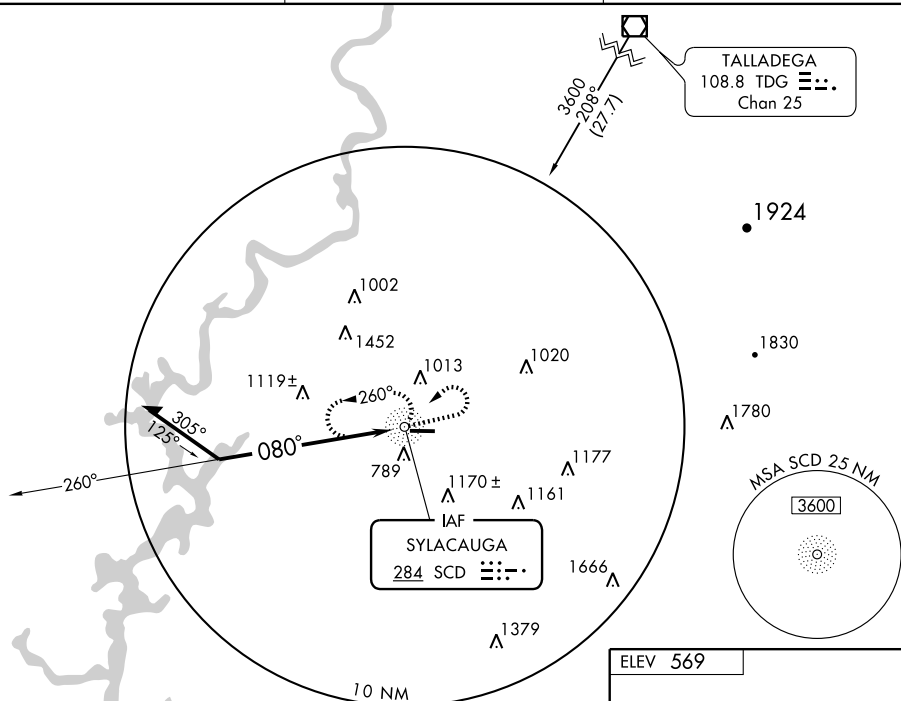 TALLADEGA
108.8 TDG
Chan 25
3600
208°
(27.7)
1924
1002
1452
1830
1013
1020
1119±
260°
1780
305°
125°
080°
789
1177
260°
1170±
1161
MSA SCD 25 NM
3600
IAF
SYLACAUGA
284 SCD
1666
1379
ELEV 569
10 NM